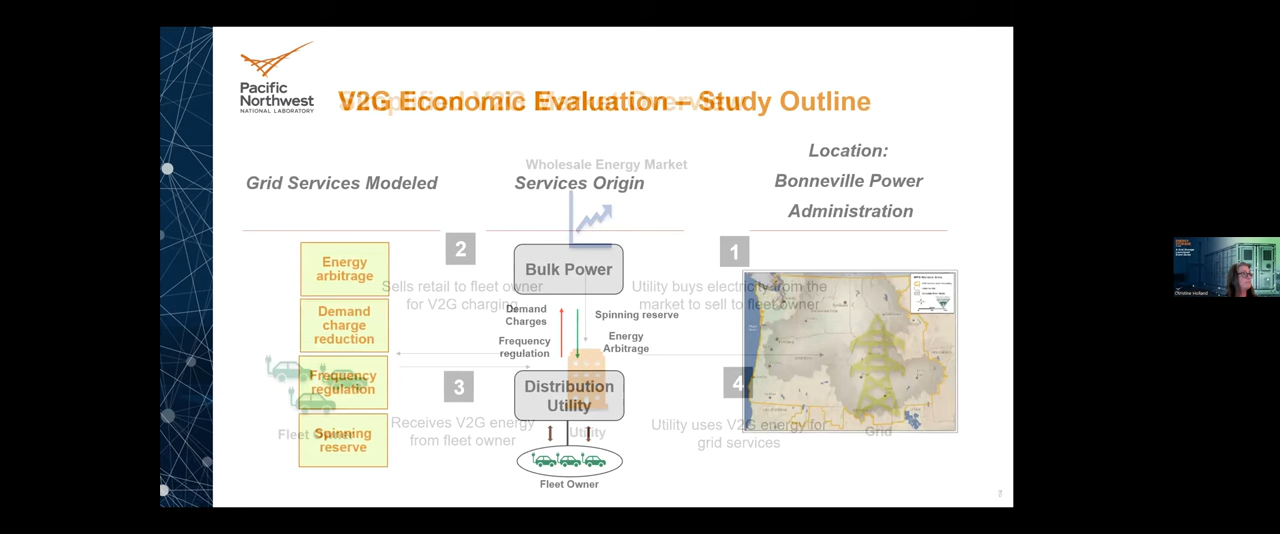 Pacific
Northwest
NATIONAL LABORATORY
V2G Economic Evaluation – Study Outline
Grid Services Modeled
Energy
arbitrage
Demand
charge
reduction
Frequency
regulation
Spinning
reserve
Wholesale Energy Market
Services Origin
Bulk Power
Demand
Charges
Spinning reserve
Frequency
regulation
Energy
Arbitrage
Distribution
Utility
Utility
Fleet Owner
Location:
Bonneville Power
Administration
2
Sells retail to fleet owner
for V2G charging
1
Utility buys electricity from the
market to sell to fleet owner
3
Receives V2G energy
from fleet owner
4
Utility uses V2G energy for
grid services
Fleet Owner
Grid
Christine Holland